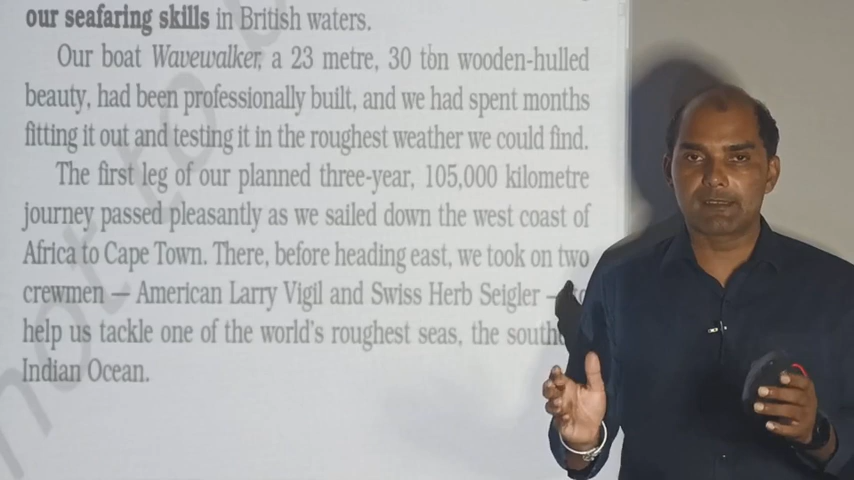 our seafaring skills in British waters.
Our boat Wavewalker, a 23 metre, 30 ton wooden-hulled
beauty, had been professionally built, and we had spent months
fitting it out and testing it in the roughest weather we could find.
The first leg of our planned three-year, 105,000 kilometre
journey passed pleasantly as we sailed down the west coast of
Africa to Cape Town. There, before heading east, we took on two
crewmen — American Larry Vigil and Swiss Herb Seigler —
help us tackle one of the world's roughest seas, the
Indian Ocean.
not to b